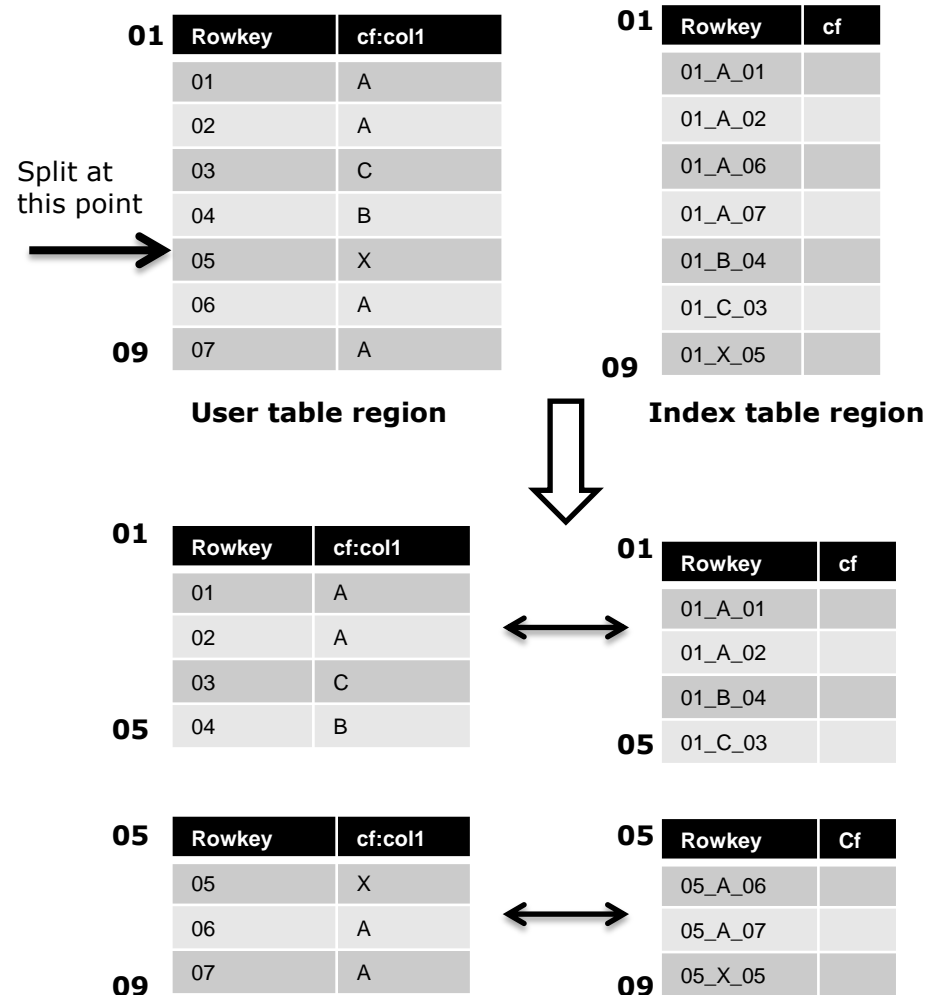 01
Rowkey cf:col1
01 A
02 A
03 C
04 B
05 X
06 A
07 A
09
Split at
this point
User table region
01
Rowkey cf
01_A_01
01_A_02
01_A_06
01_A_07
01_B_04
01_C_03
01_X_05
09
Index table region
01
Rowkey cf:col1
01 A
02 A
03 C
04 B
05
01
Rowkey cf
01_A_01
01_A_02
01_B_04
01_C_03
05
05
Rowkey cf:col1
05 X
06 A
07 A
09
05
Rowkey Cf
05_A_06
05_A_07
05_X_05
09